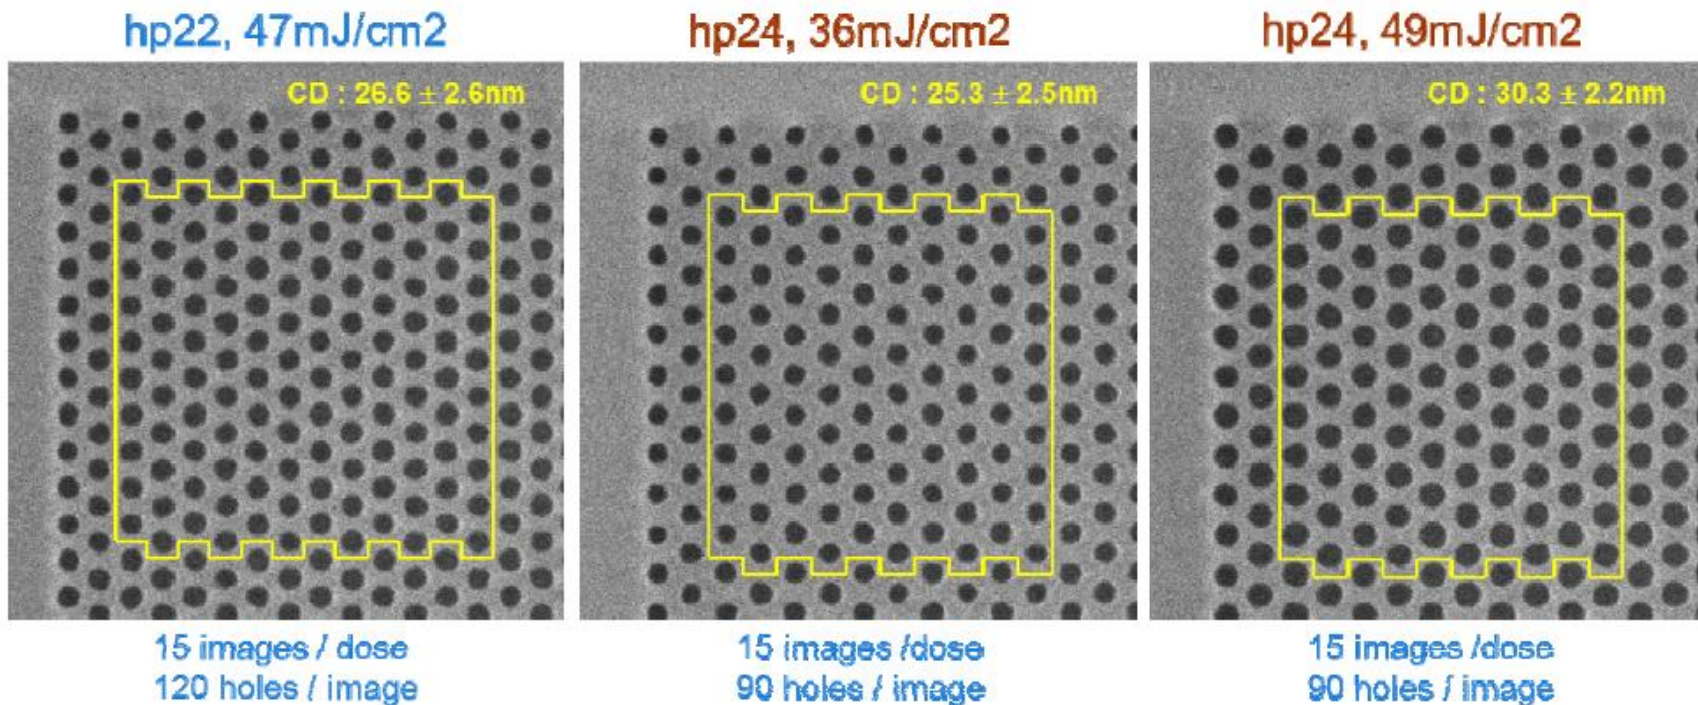 hp22, 47mJ/cm2
hp24, 36mJ/cm2
hp24, 49mJ/cm2
CD : 26.6 ± 2.6nm
CD : 25.3 ± 2.5nm
CD : 30.3 ± 2.2nm
15 images / dose
120 holes / image
15 images /dose
90 holes / image
15 images /dose
90 holes / image